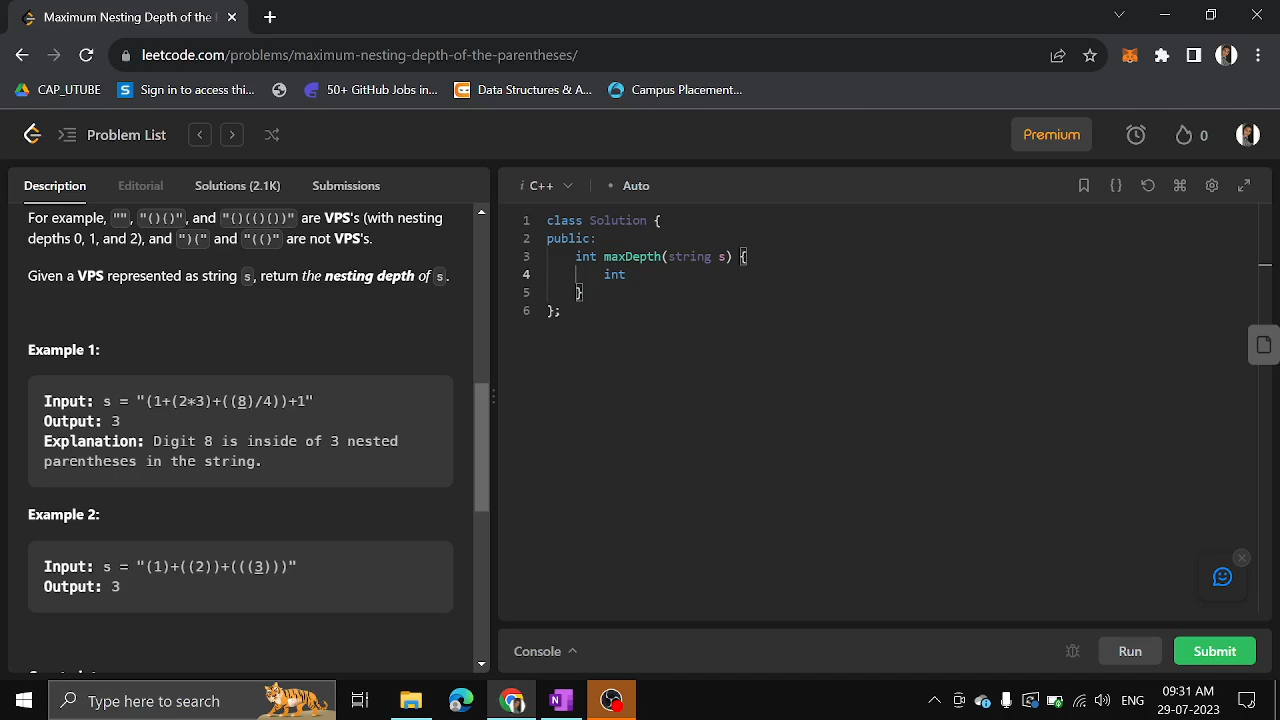 Maximum Nesting Depth of the
leetcode.com/problems/maximum-nesting-depth-of-the-parentheses/
CAP_UTUBE
Sign in to access thi...
50+ GitHub Jobs in...
Data Structures & A...
Campus Placement...
Problem List
Premium
0
Description
Editorial
Solutions (2.1K)
Submissions
For example, "", "()()", and "()(()())" are VPS's (with nesting
depths 0, 1, and 2), and ")(" and "(()" are not VPS's.
Given a VPS represented as string s, return the nesting depth of s.
Example 1:
Input: s = "(1+(2*3)+((8)/4))+1"
Output: 3
Explanation: Digit 8 is inside of 3 nested
parentheses in the string.
Example 2:
Input: s = "(1)+((2))+(((3)))"
Output: 3
i C++
• Auto
1 class Solution {
2 public:
3 int maxDepth(string s) {
4 int
5 }
6 };
Console
Run
Submit
Type here to search
ENG
09:31 AM
29-07-2023